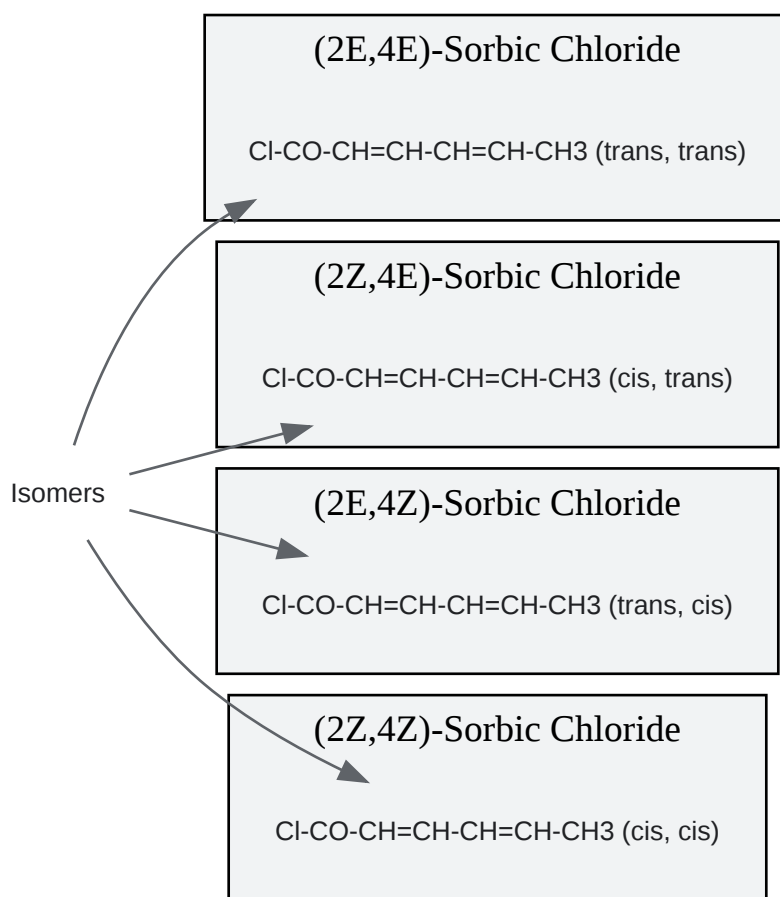 (2E,4E)-Sorbic Chloride
Cl-CO-CH=CH-CH=CH-CH3 (trans, trans)
(2Z,4E)-Sorbic Chloride
Cl-CO-CH=CH-CH=CH-CH3 (cis, trans)
Isomers
(2E,4Z)-Sorbic Chloride
Cl-CO-CH=CH-CH=CH-CH3 (trans, cis)
(2Z,4Z)-Sorbic Chloride
Cl-CO-CH=CH-CH=CH-CH3 (cis, cis)